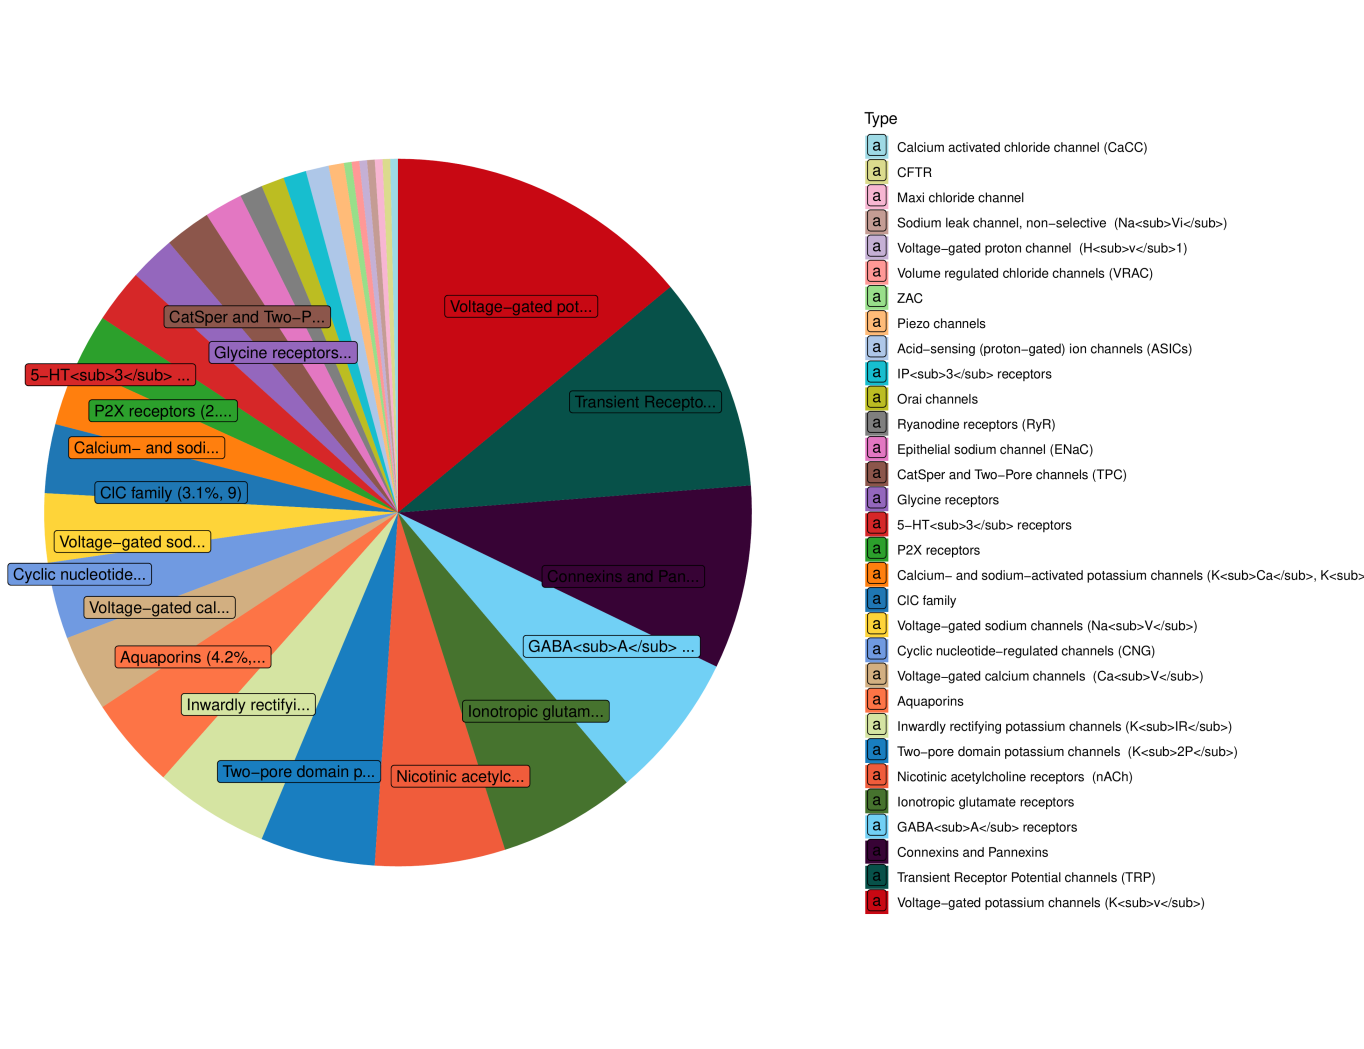 Voltage−gated pot...
CatSper and Two−P...
Glycine receptors...
5−HT<sub>3</sub> ...
Transient Recepto...
P2X receptors (2....
Calcium− and sodi...
ClC family (3.1%, 9)
Voltage−gated sod...
Cyclic nucleotide...
Connexins and Pan...
Voltage−gated cal...
GABA<sub>A</sub> ...
Aquaporins (4.2%,...
Inwardly rectifyi...
Ionotropic glutam...
Two−pore domain p...
Nicotinic acetylc...
Type
a Calcium activated chloride channel (CaCC)
a CFTR
a Maxi chloride channel
a Sodium leak channel, non−selective  (Na<sub>Vi</sub>)
a Voltage−gated proton channel  (H<sub>v</sub>1)
a Volume regulated chloride channels (VRAC)
a ZAC
a Piezo channels
a Acid−sensing (proton−gated) ion channels (ASICs)
a IP<sub>3</sub> receptors
a Orai channels
a Ryanodine receptors (RyR)
a Epithelial sodium channel (ENaC)
a CatSper and Two−Pore channels (TPC)
a Glycine receptors
a 5−HT<sub>3</sub> receptors
a P2X receptors
a Calcium− and sodium−activated potassium channels (K<sub>Ca</sub>, K<sub>
a ClC family
a Voltage−gated sodium channels (Na<sub>V</sub>)
a Cyclic nucleotide−regulated channels (CNG)
a Voltage−gated calcium channels  (Ca<sub>V</sub>)
a Aquaporins
a Inwardly rectifying potassium channels (K<sub>IR</sub>)
a Two−pore domain potassium channels  (K<sub>2P</sub>)
a Nicotinic acetylcholine receptors  (nACh)
a Ionotropic glutamate receptors
a GABA<sub>A</sub> receptors
a Connexins and Pannexins
a Transient Receptor Potential channels (TRP)
a Voltage−gated potassium channels (K<sub>v</sub>)